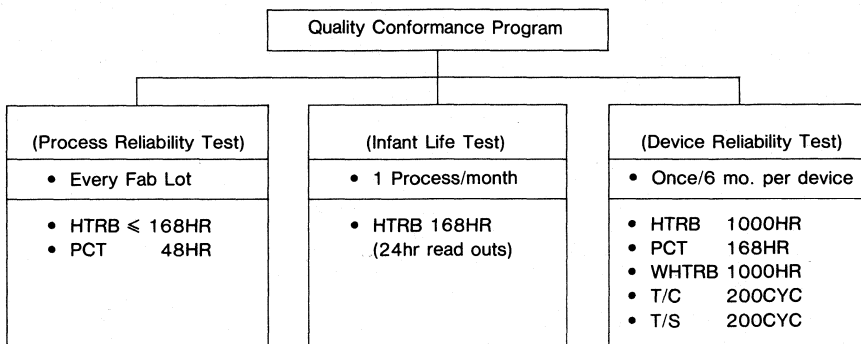 Quality Conformance Program
(Process Reliability Test)
• Every Fab Lot
• HTRB ⩽ 168HR
• PCT 48HR
(Infant Life Test)
• 1 Process/month
• HTRB 168HR
(24hr read outs)
(Device Reliability Test)
• Once/6 mo. per device
• HTRB 1000HR
• PCT 168HR
• WHTRB 1000HR
• T/C 200CYC
• T/S 200CYC